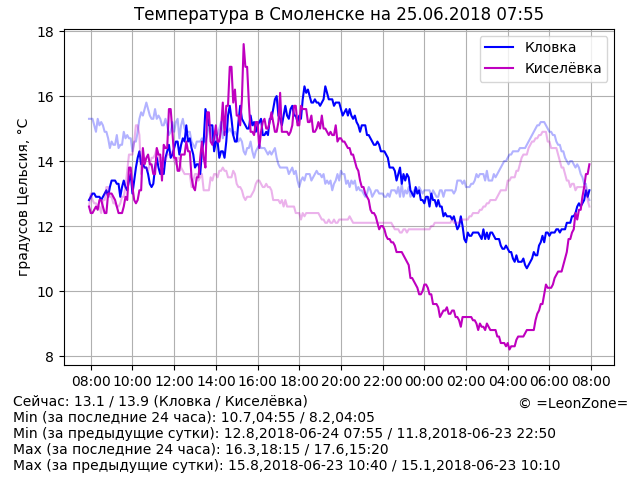 Температура в Смоленске на 25.06.2018 07:55
градусов Цельсия, °C
18
16
14
12
10
8
Кловка
Киселёвка
08:00 10:00 12:00 14:00 16:00 18:00 20:00 22:00 00:00 02:00 04:00 06:00 08:00
Сейчас: 13.1 / 13.9 (Кловка / Киселёвка)
© =LeonZone=
Min (за последние 24 часа): 10.7,04:55 / 8.2,04:05
Min (за предыдущие сутки): 12.8,2018-06-24 07:55 / 11.8,2018-06-23 22:50
Max (за последние 24 часа): 16.3,18:15 / 17.6,15:20
Max (за предыдущие сутки): 15.8,2018-06-23 10:40 / 15.1,2018-06-23 10:10